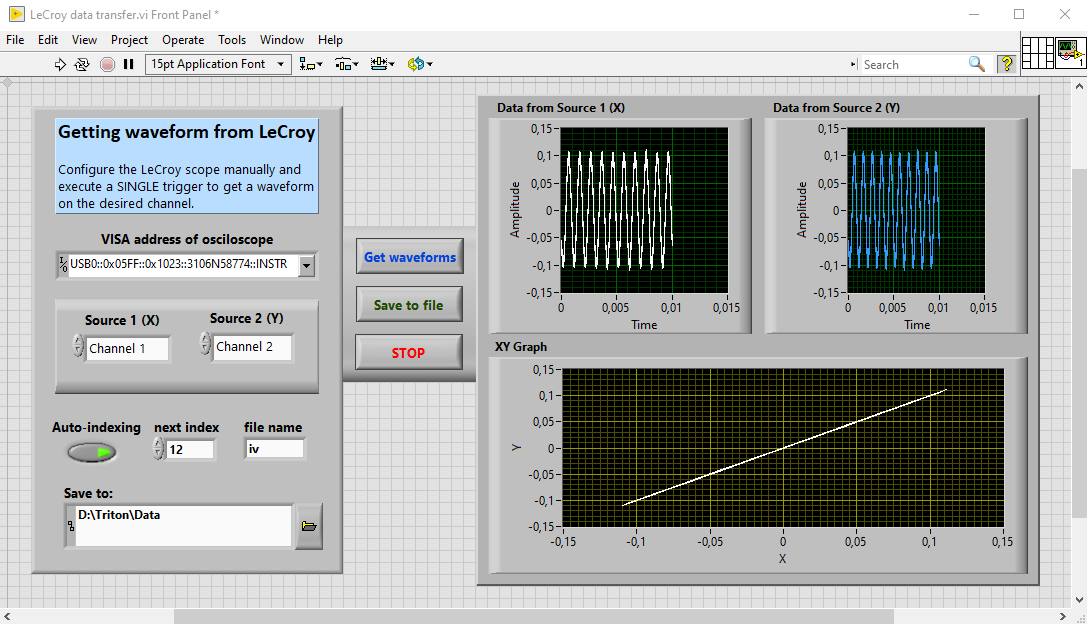 LeCroy data transfer.vi Front Panel *
File Edit View Project Operate Tools Window Help
15pt Application Font
Search
?
1
Getting waveform from LeCroy
Configure the LeCroy scope manually and
execute a SINGLE trigger to get a waveform
on the desired channel.
VISA address of osciloscope
I/0
USB0::0x05FF::0x1023::3106N58774::INSTR
Source 1 (X)
Channel 1
Source 2 (Y)
Channel 2
Auto-indexing
next index
12
file name
iv
Save to:
D:\Triton\Data
Get waveforms
Save to file
STOP
Data from Source 1 (X)
Amplitude
0,15
0,1
0,05
0
-0,05
-0,1
-0,15
0 0,005 0,01 0,015
Time
Data from Source 2 (Y)
Amplitude
0,15
0,1
0,05
0
-0,05
-0,1
-0,15
0 0,005 0,01 0,015
Time
XY Graph
Y
0,15
0,1
0,05
0
-0,05
-0,1
-0,15
-0,15 -0,1 -0,05 0 0,05 0,1 0,15
X